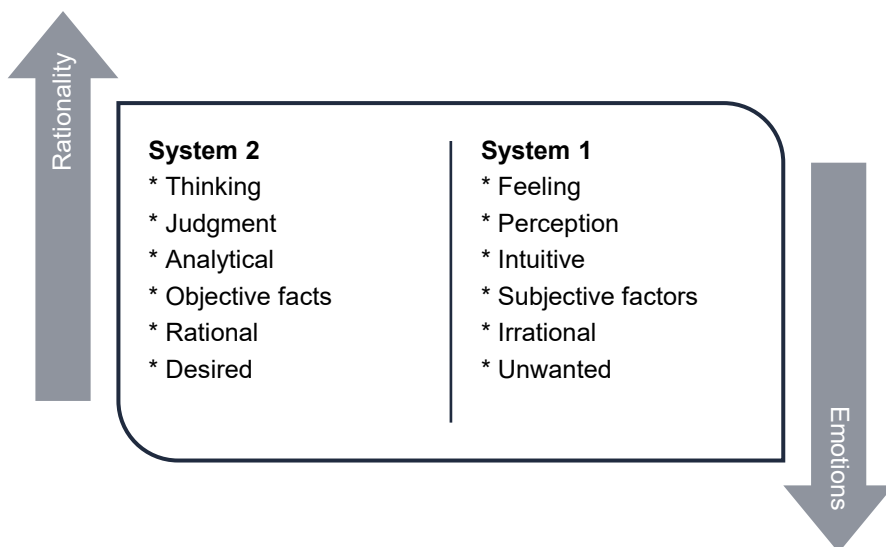 Rationality
System 2
* Thinking
* Judgment
* Analytical
* Objective facts
* Rational
* Desired
System 1
* Feeling
* Perception
* Intuitive
* Subjective factors
* Irrational
* Unwanted
Emotions